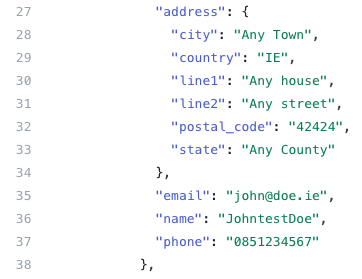 27 "address": {
28 "city": "Any Town",
29 "country": "IE",
30 "line1": "Any house",
31 "line2": "Any street",
32 "postal_code": "42424",
33 "state": "Any County"
34 },
35 "email": "john@doe.ie",
36 "name": "JohntestDoe",
37 "phone": "0851234567"
38 },